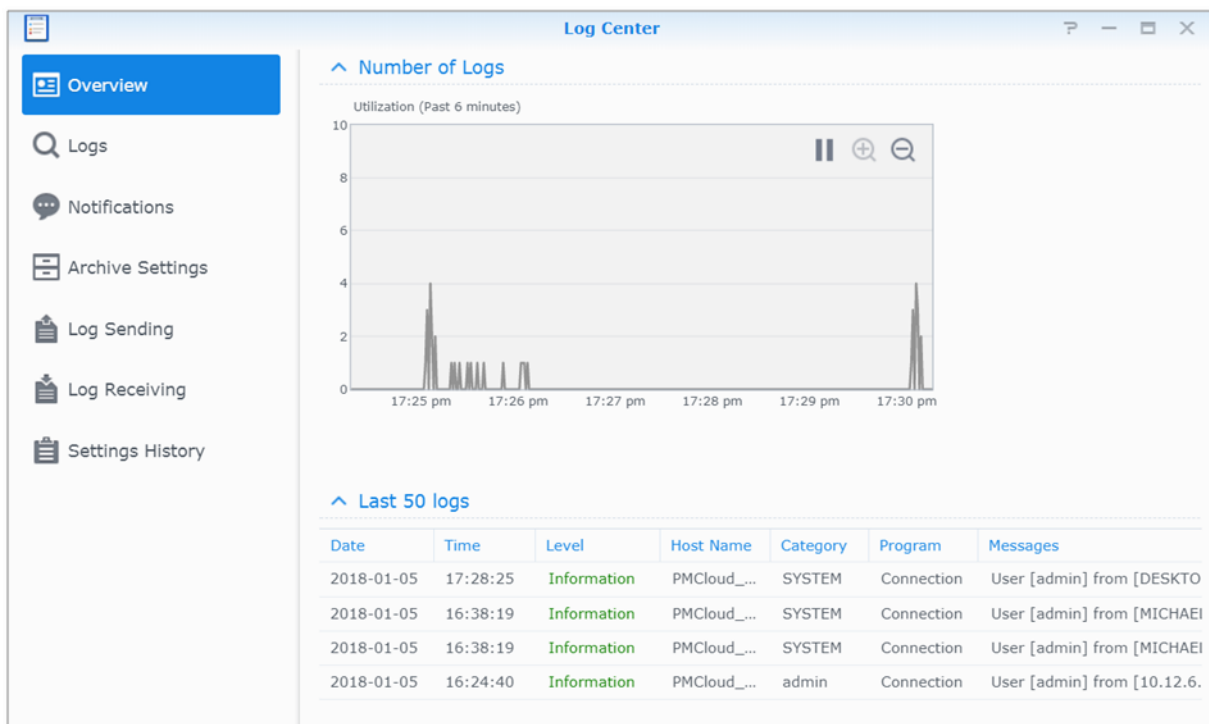 Log Center
Overview
Logs
Notifications
Archive Settings
Log Sending
Log Receiving
Settings History
Number of Logs
Utilization (Past 6 minutes)
10
8
6
4
2
0
17:25 pm 17:26 pm 17:27 pm 17:28 pm 17:29 pm 17:30 pm
Last 50 logs
Date Time Level Host Name Category Program Messages
2018-01-05 17:28:25 Information PMCloud_... SYSTEM Connection User [admin] from [DESKTO
2018-01-05 16:38:19 Information PMCloud_... SYSTEM Connection User [admin] from [MICHAEL
2018-01-05 16:38:19 Information PMCloud_... SYSTEM Connection User [admin] from [MICHAEL
2018-01-05 16:24:40 Information PMCloud_... admin Connection User [admin] from [10.12.6.